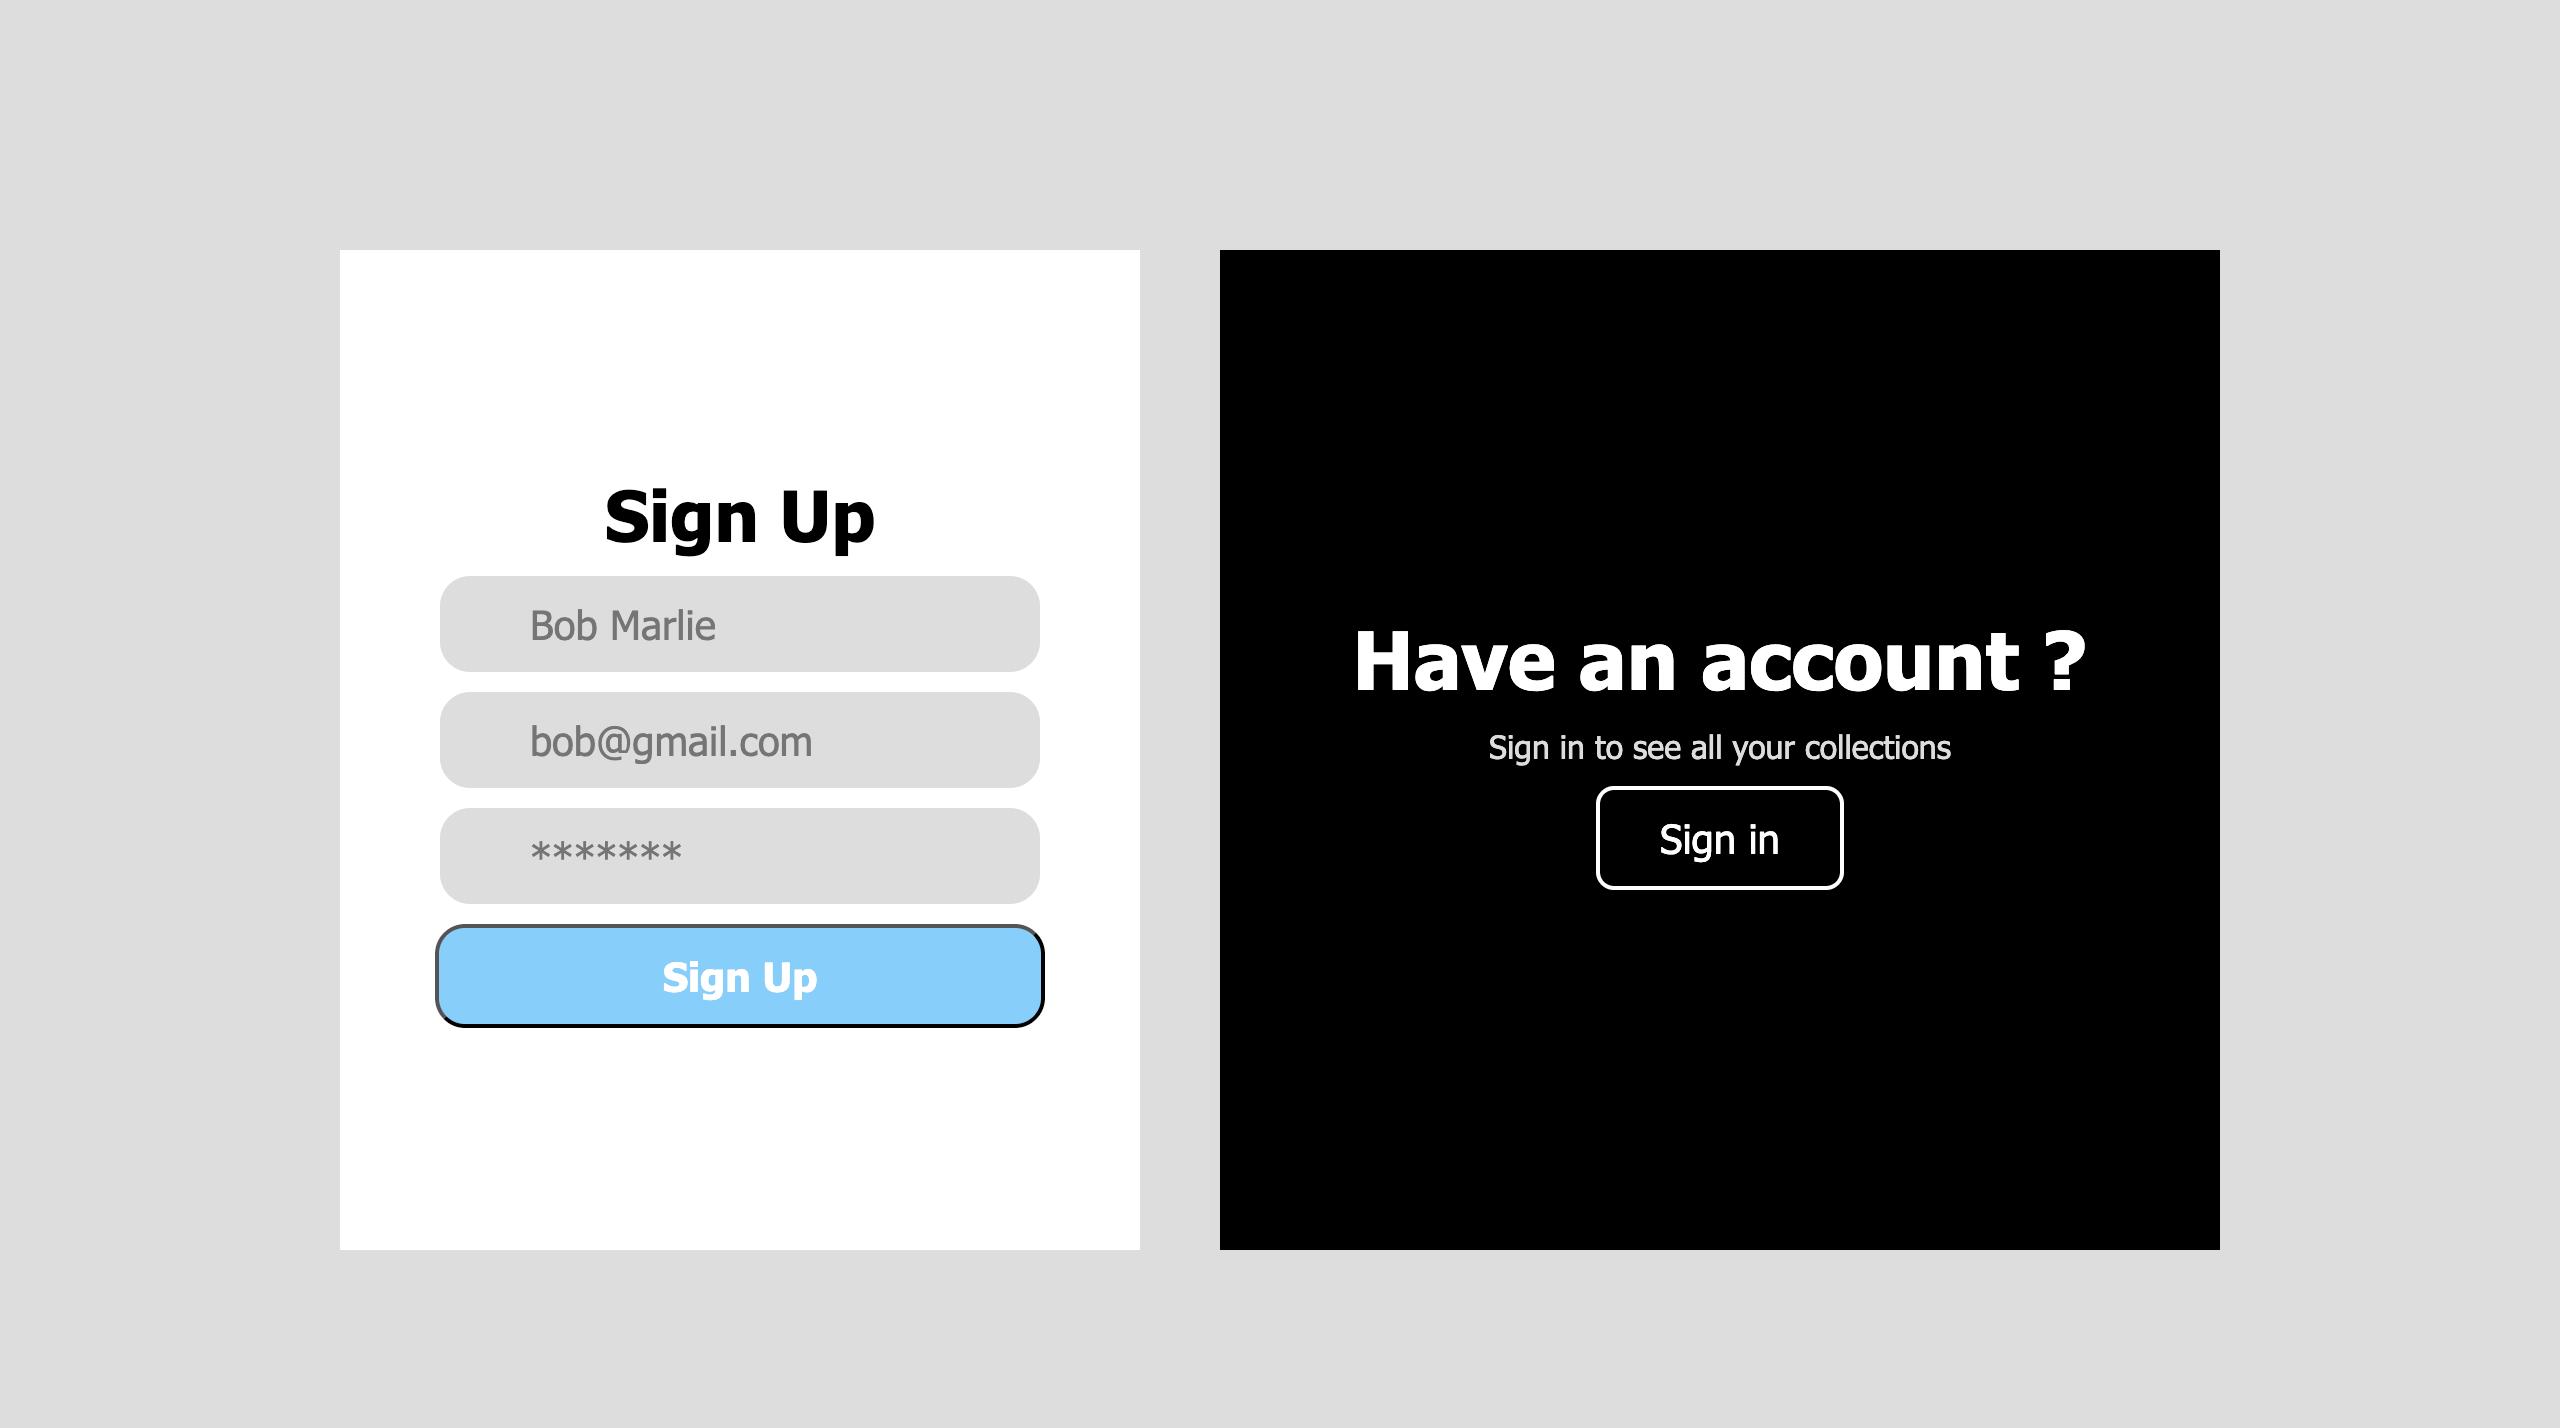 Sign Up
Bob Marlie
bob@gmail.com
*******
Sign Up
Have an account ?
Sign in to see all your collections
Sign in